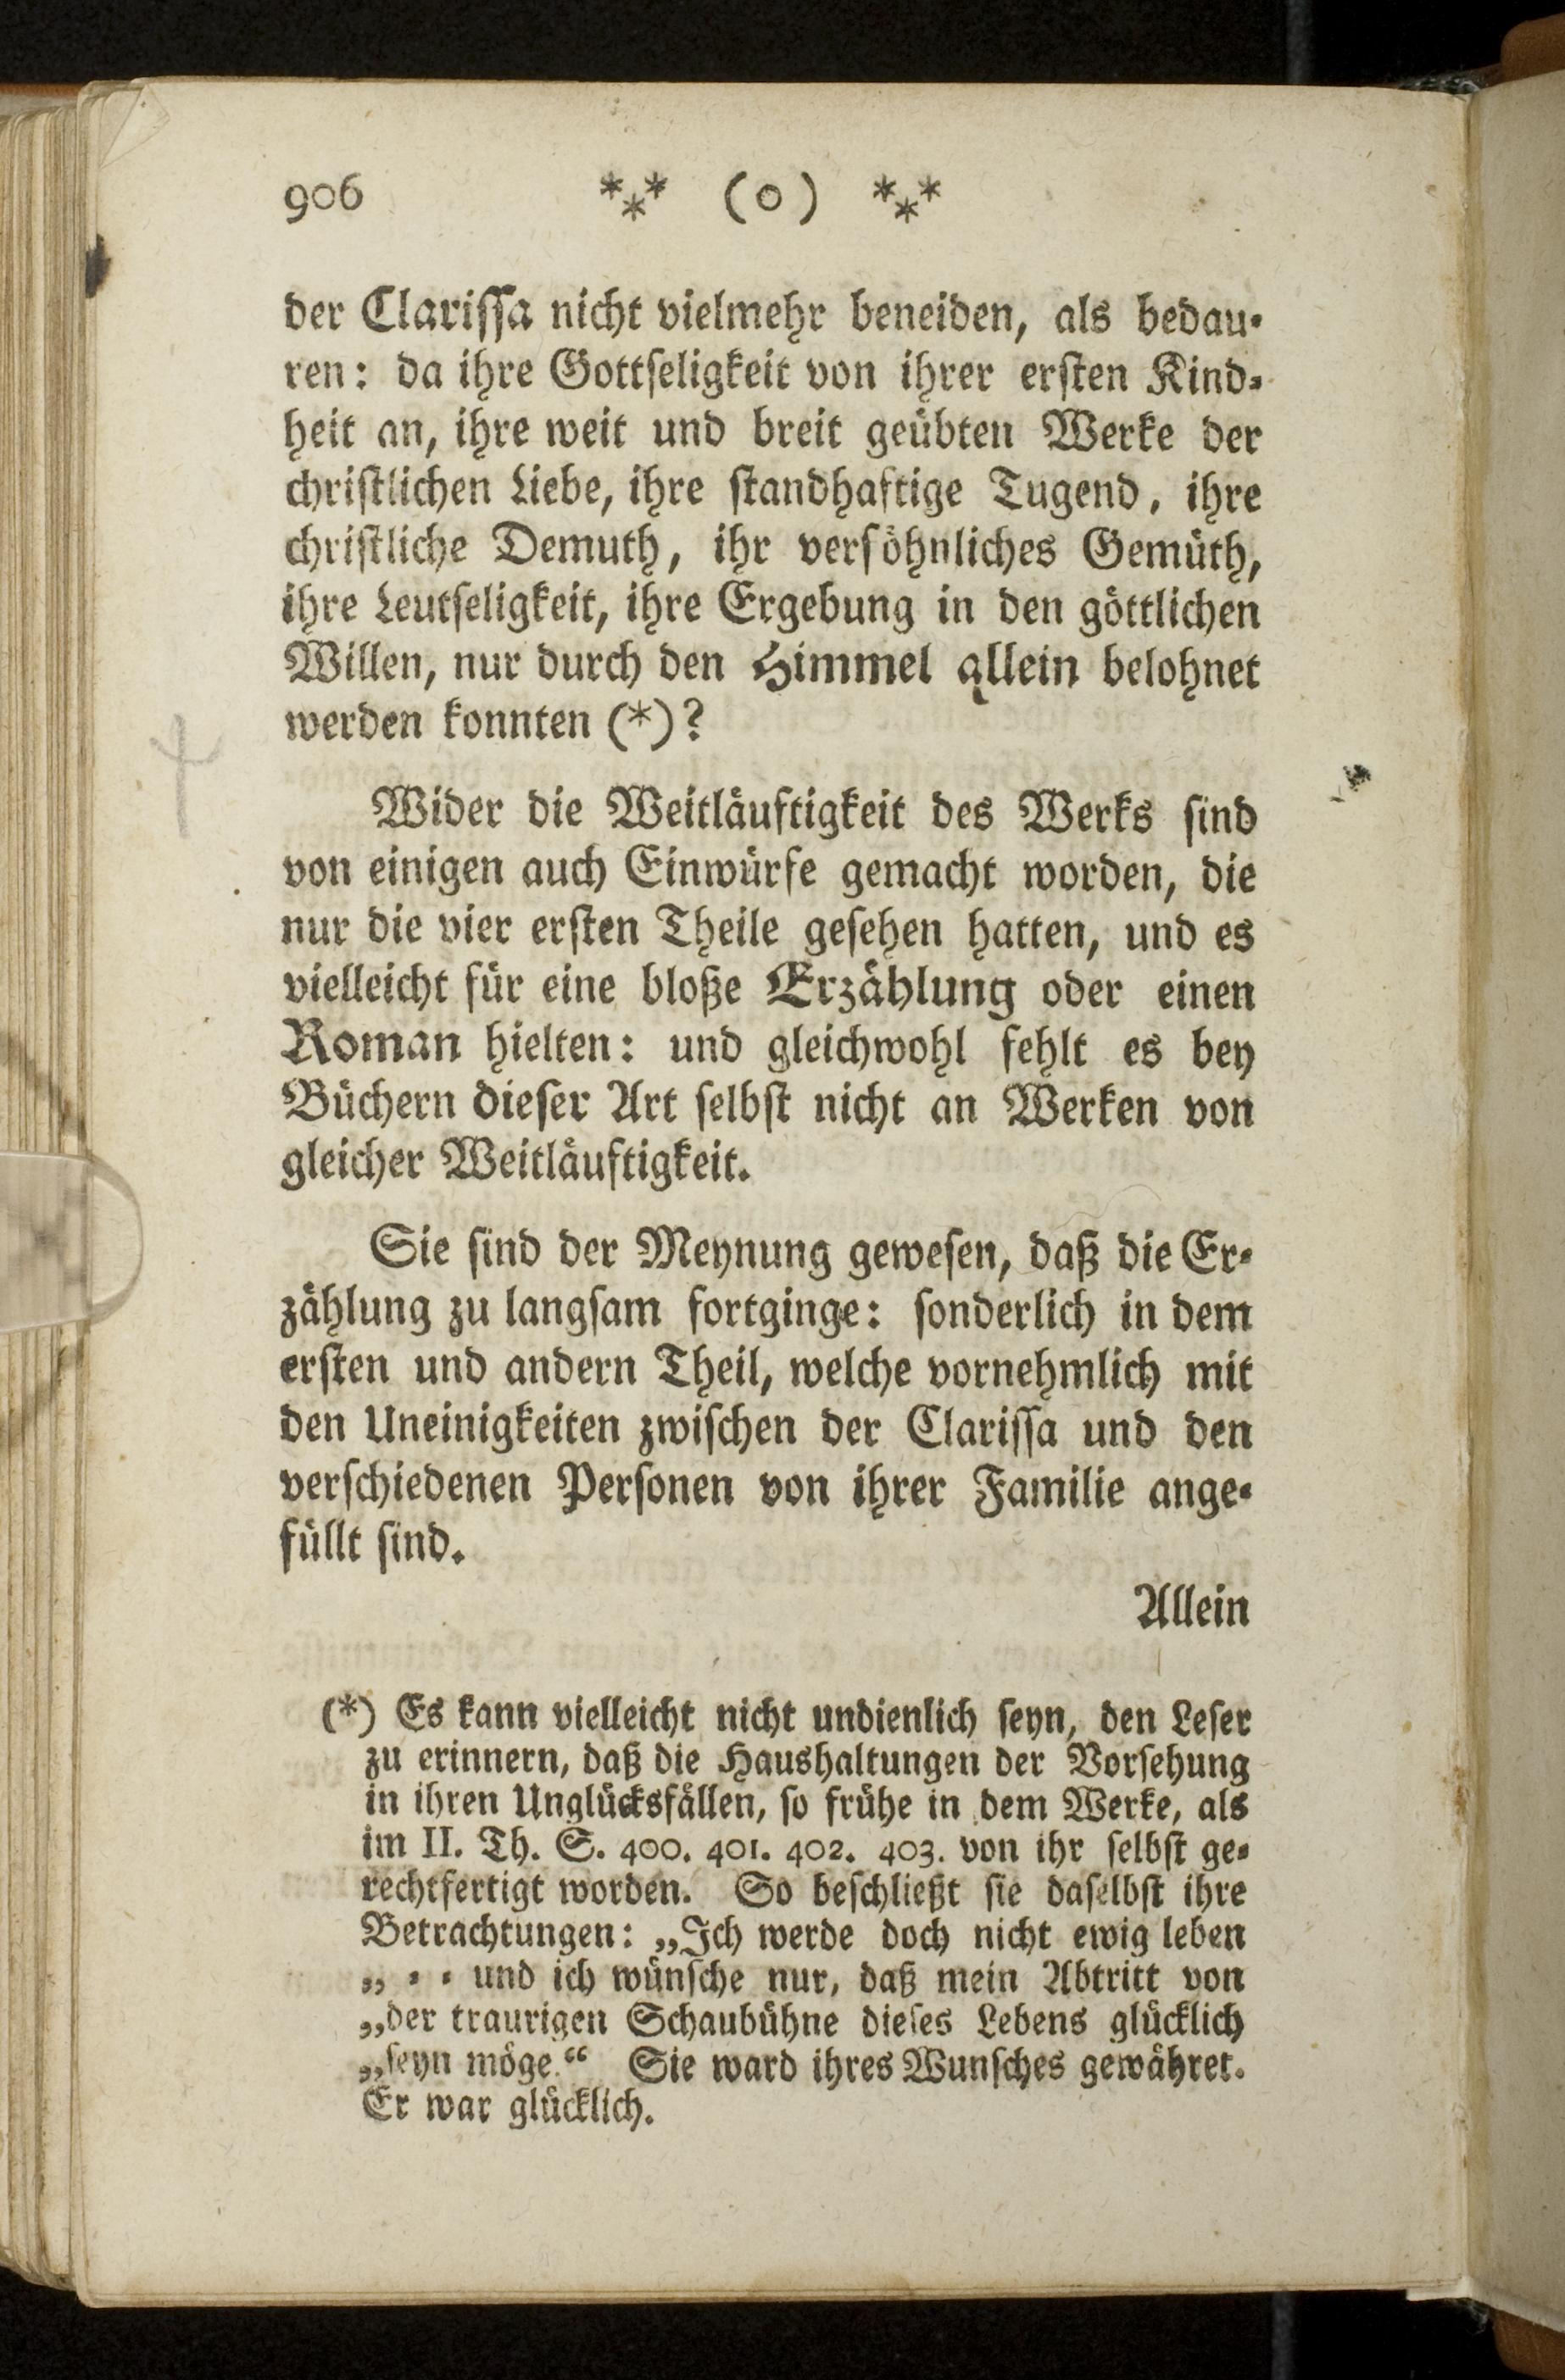 906 *** (o) ***
der Clariſſa nicht vielmehr beneiden, als bedau-
ren: da ihre Gottſeligkeit von ihrer erſten Kind-
heit an, ihre weit und breit geübten Werke der
chriſtlichen Liebe, ihre ſtandhaftige Tugend, ihre
chriſtliche Demuth, ihr verſöhnliches Gemüth,
ihre Leutſeligkeit, ihre Ergebung in den göttlichen
Willen, nur durch den Himmel allein belohnet
werden konnten (*)?
Wider die Weitläuftigkeit des Werks ſind
von einigen auch Einwürfe gemacht worden, die
nur die vier erſten Theile geſehen hatten, und es
vielleicht für eine bloße Erzählung oder einen
Roman hielten: und gleichwohl fehlt es bey
Büchern dieſer Art ſelbſt nicht an Werken von
gleicher Weitläuftigkeit.
Sie ſind der Meynung geweſen, daß die Er-
zählung zu langſam fortginge: ſonderlich in dem
erſten und andern Theil, welche vornehmlich mit
den Uneinigkeiten zwiſchen der Clariſſa und den
verſchiedenen Perſonen von ihrer Familie ange-
füllt ſind.
Allein
(*) Es kann vielleicht nicht undienlich ſeyn, den Leſer
zu erinnern, daß die Haushaltungen der Vorſehung
in ihren Unglücksfällen, ſo frühe in dem Werke, als
im II. Th. S. 400. 401. 402. 403. von ihr ſelbſt ge-
rechtfertigt worden. So beſchließt ſie daſelbſt ihre
Betrachtungen: „Ich werde doch nicht ewig leben
„ - - und ich wünſche nur, daß mein Abtritt von
„der traurigen Schaubühne dieſes Lebens glücklich
„ſeyn möge.“ Sie ward ihres Wunſches gewähret.
Er war glücklich.